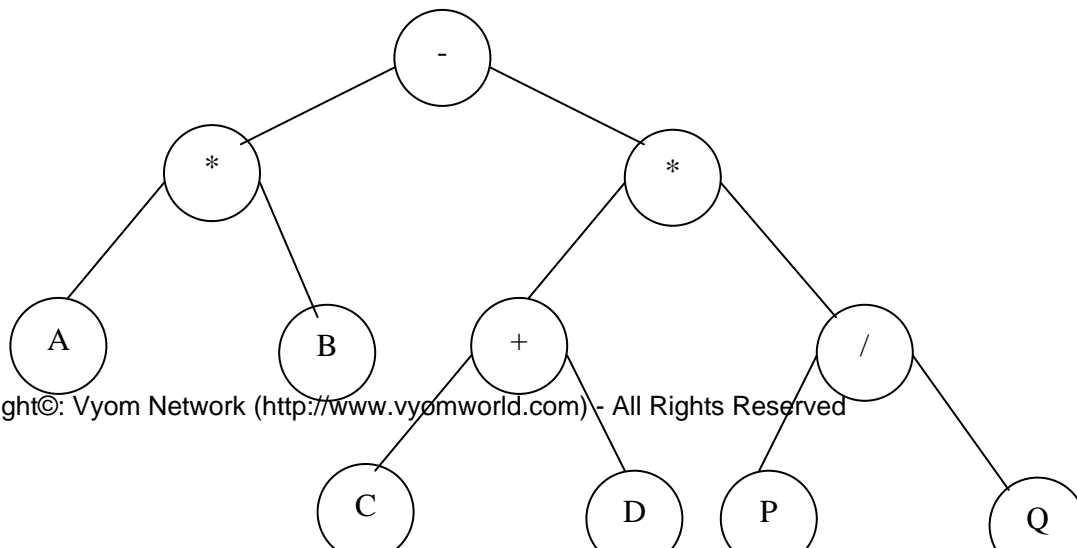 -
* *
A B + /
ght©: Vyom Network (http://www.vyomworld.com) - All Rights Reserved
C D P Q